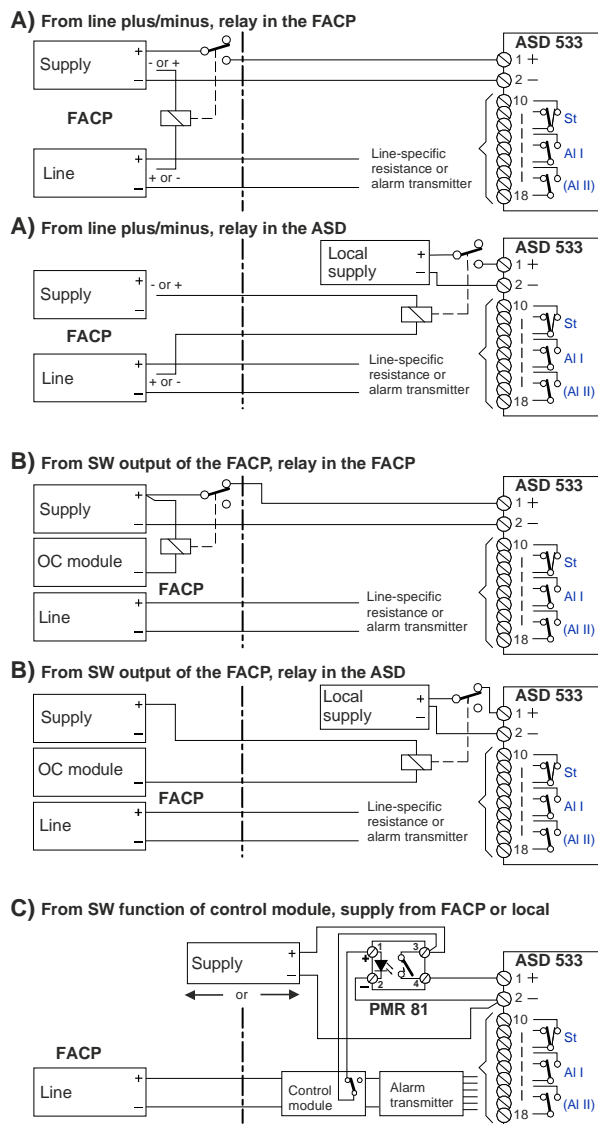 A) From line plus/minus, relay in the FACP
ASD 533
Supply
+
–
- or +
1 +
2 –
FACP
10
St
Al I
(Al II)
18
Line
+
–
+ or -
Line-specific
resistance or
alarm transmitter
A) From line plus/minus, relay in the ASD
ASD 533
Local
supply
+
–
1 +
2 –
Supply
- or +
–
FACP
10
St
Al I
(Al II)
18
Line
+
–
+ or -
Line-specific
resistance or
alarm transmitter
B) From SW output of the FACP, relay in the FACP
ASD 533
Supply
+
–
1 +
2 –
OC module
FACP
10
St
Al I
(Al II)
18
Line
+
–
Line-specific
resistance or
alarm transmitter
B) From SW output of the FACP, relay in the ASD
ASD 533
Local
supply
+
–
1 +
2 –
Supply
+
–
OC module
FACP
10
St
Al I
(Al II)
18
Line
+
–
Line-specific
resistance or
alarm transmitter
C) From SW function of control module, supply from FACP or local
ASD 533
Supply
+
–
or
+
–
1
2
3
4
PMR 81
1 +
2 –
10
St
Al I
(Al II)
18
FACP
Line
+
–
Control
module
Alarm
transmitter